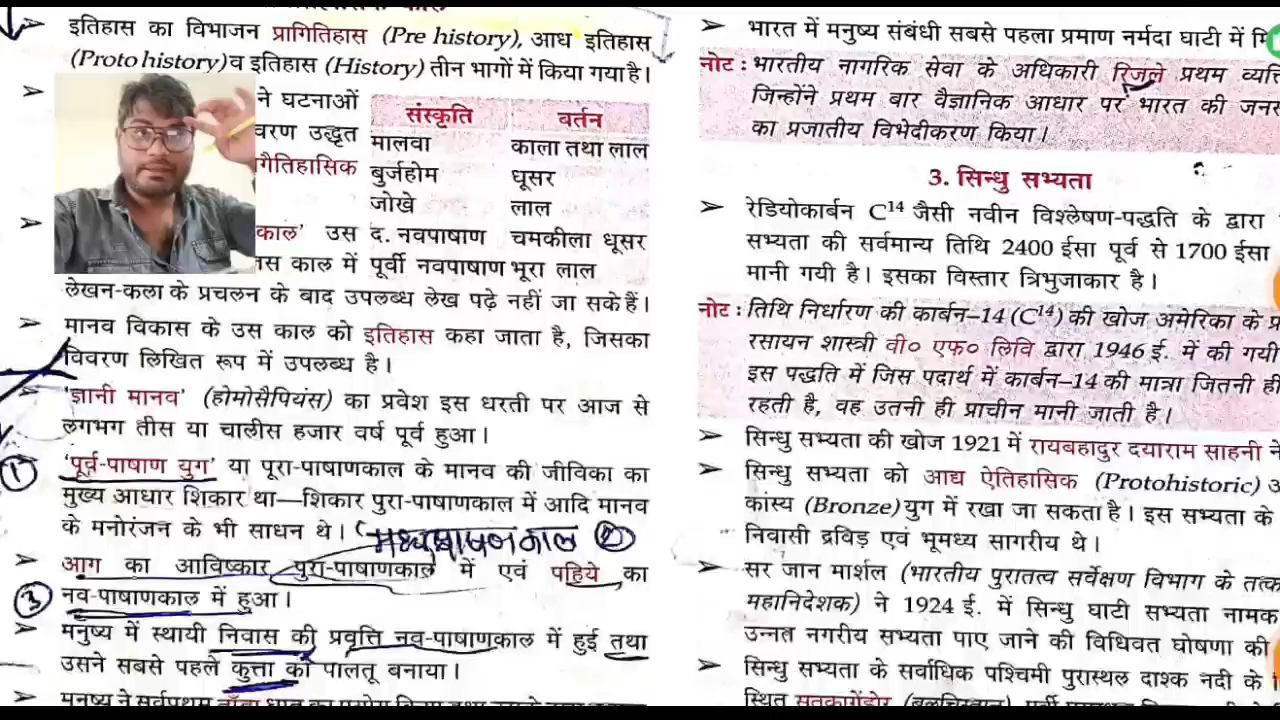 इतिहास का विभाजन प्रागितिहास (Pre history), आध इतिहास
(Proto history) व इतिहास (History) तीन भागों में किया गया है।
ने घटनाओं
वरण उद्धृत
गैतिहासिक
काल' उस
संस्कृति बर्तन
मालवा काला तथा लाल
बुर्जहोम धूसर
जोखे लाल
द. नवपाषाण चमकीला धूसर
पूर्वी नवपाषाण भूरा लाल
काल में
लेखन-कला के प्रचलन के बाद उपलब्ध लेख पढ़े नहीं जा सके हैं।
मानव विकास के उस काल को इतिहास कहा जाता है, जिसका
विवरण लिखित रूप में उपलब्ध है।
'ज्ञानी मानव' (होमोसैपियंस) का प्रवेश इस धरती पर आज से
लगभग तीस या चालीस हजार वर्ष पूर्व हुआ।
① 'पूर्व-पाषाण युग' या पूरा-पाषाणकाल के मानव की जीविका का
मुख्य आधार शिकार था—शिकार पुरा-पाषाणकाल में आदि मानव
के मनोरंजन के भी साधन थे।
मध्यपाषाणकाल ②
आग का आविष्कार पुरा-पाषाणकाल में एवं पहिये का
③ नव-पाषाणकाल में हुआ।
मनुष्य में स्थायी निवास की प्रवृत्ति नव-पाषाणकाल में हुई तथा
उसने सबसे पहले कुत्ता को पालतू बनाया।
भारत में मनुष्य संबंधी सबसे पहला प्रमाण नर्मदा घाटी में
नोट : भारतीय नागरिक सेवा के अधिकारी रिजले प्रथम
जिन्होंने प्रथम बार वैज्ञानिक आधार पर भारत की
का प्रजातीय विभेदीकरण किया।
3. सिन्धु सभ्यता
रेडियोकार्बन C¹⁴ जैसी नवीन विश्लेषण-पद्धति के द्वारा
सभ्यता की सर्वमान्य तिथि 2400 ईसा पूर्व से 1700 ईसा
मानी गयी है। इसका विस्तार त्रिभुजाकार है।
नोट : तिथि निर्धारण की कार्बन-14 (C¹⁴) की खोज अमेरिका के
रसायन शास्त्री वी० एफ० लिवि द्वारा 1946 ई. में की गयी
इस पद्धति में जिस पदार्थ में कार्बन-14 की मात्रा जितनी ही
रहती है, वह उतनी ही प्राचीन मानी जाती है।
सिन्धु सभ्यता की खोज 1921 में रायबहादुर दयाराम साहनी ने
सिन्धु सभ्यता को आद्य ऐतिहासिक (Protohistoric)
कांस्य (Bronze) युग में रखा जा सकता है। इस सभ्यता के
निवासी द्रविड़ एवं भूमध्य सागरीय थे।
सर जान मार्शल (भारतीय पुरातत्व सर्वेक्षण विभाग के
महानिदेशक) ने 1924 ई. में सिन्धु घाटी सभ्यता नामक
उन्नत नगरीय सभ्यता पाए जाने की विधिवत घोषणा की
सिन्धु सभ्यता के सर्वाधिक पश्चिमी पुरास्थल दाश्क नदी के